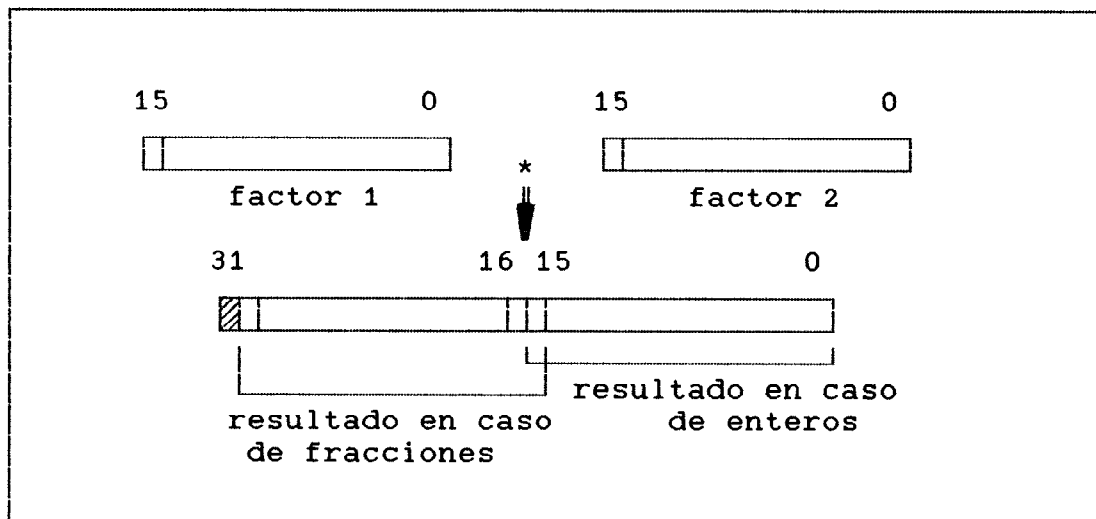 15 0 15 0
*
factor 1 factor 2
31 16 15 0
resultado en caso
de enteros
resultado en caso
de fracciones